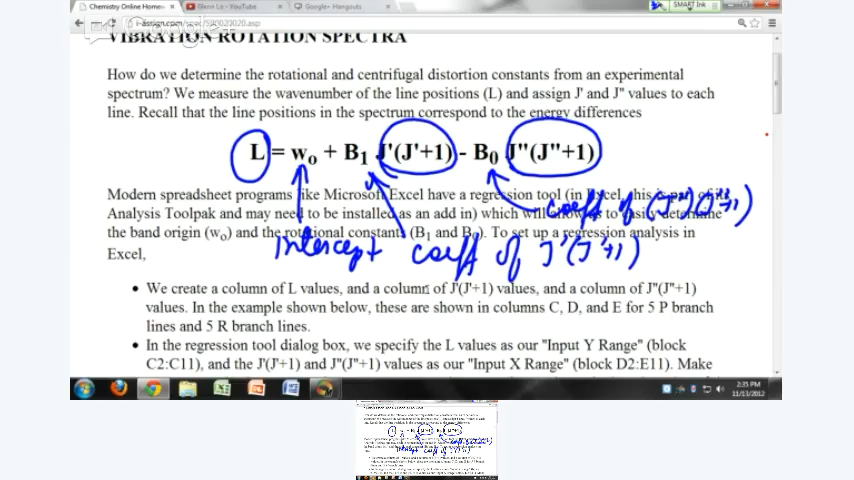 Chemistry Online Home
Glenn Lo - YouTube
Google+ Hangouts
SMART Ink
i-assign.com/spec/S00023020.asp
Google+
VIBRATION-ROTATION SPECTRA
How do we determine the rotational and centrifugal distortion constants from an experimental
spectrum? We measure the wavenumber of the line positions (L) and assign J' and J" values to each
line. Recall that the line positions in the spectrum correspond to the energy differences
L = wo + B1 J'(J'+1) - B0 J"(J"+1)
Modern spreadsheet programs like Microsoft Excel have a regression tool (in Excel, this is part of its
coeff of (J")(J"+1)
Analysis Toolpak and may need to be installed as an add in) which will allow us to easily determine
the band origin (wo) and the rotational constants (B1 and B0). To set up a regression analysis in
Intercept coeff of J'(J'+1)
Excel,
• We create a column of L values, and a column of J'(J'+1) values, and a column of J"(J"+1)
values. In the example shown below, these are shown in columns C, D, and E for 5 P branch
lines and 5 R branch lines.
• In the regression tool dialog box, we specify the L values as our "Input Y Range" (block
C2:C11), and the J'(J'+1) and J"(J"+1) values as our "Input X Range" (block D2:E11). Make
2:35 PM
11/13/2012